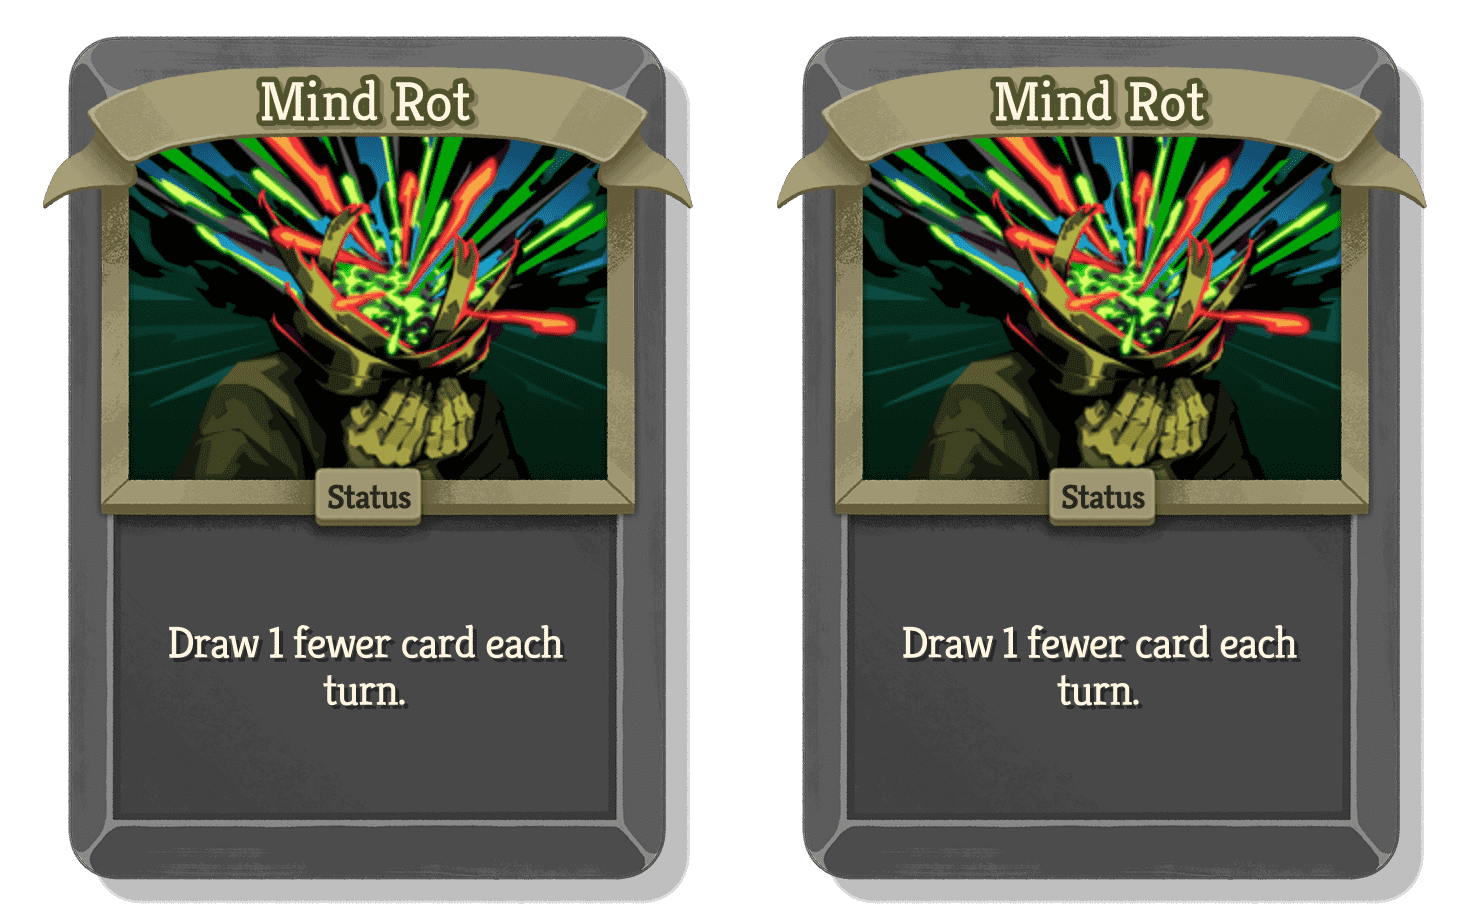 Mind Rot
Status
Draw 1 fewer card each
turn.
Mind Rot
Status
Draw 1 fewer card each
turn.